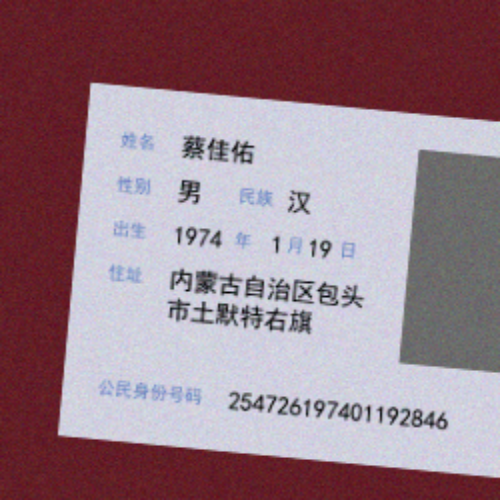 姓名 蔡佳佑
性别 男 民族 汉
出生 1974 年 1 月 19 日
住址 内蒙古自治区包头
市土默特右旗
公民身份号码 254726197401192846